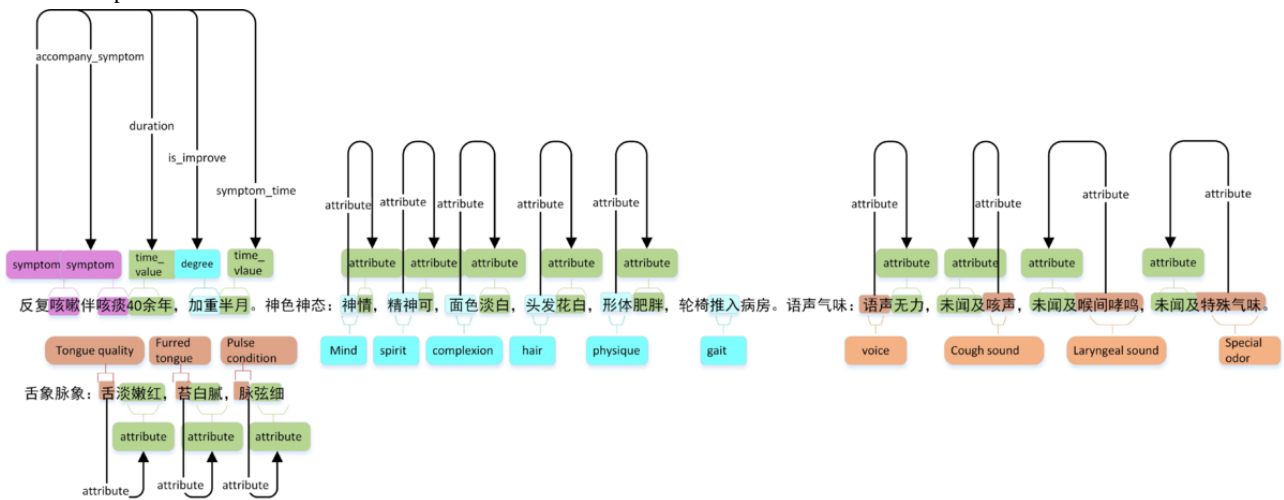 accompany_symptom
duration
is_improve
symptom_time
attribute attribute attribute attribute attribute attribute attribute attribute attribute
symptom symptom time_value degree time_vlaue attribute attribute attribute attribute attribute attribute attribute attribute attribute
反复咳嗽伴咳痰40余年，加重半月。神色神态：神情，精神可，面色淡白，头发花白，形体肥胖，轮椅推入病房。语声气味：语声无力，未闻及咳声，未闻及喉间哮鸣，未闻及特殊气味。
Tongue quality Furred tongue Pulse condition Mind spirit complexion hair physique gait voice Cough sound Laryngeal sound Special odor
舌象脉象：舌淡嫩红，苔白腻，脉弦细
attribute attribute attribute
attribute attribute attribute